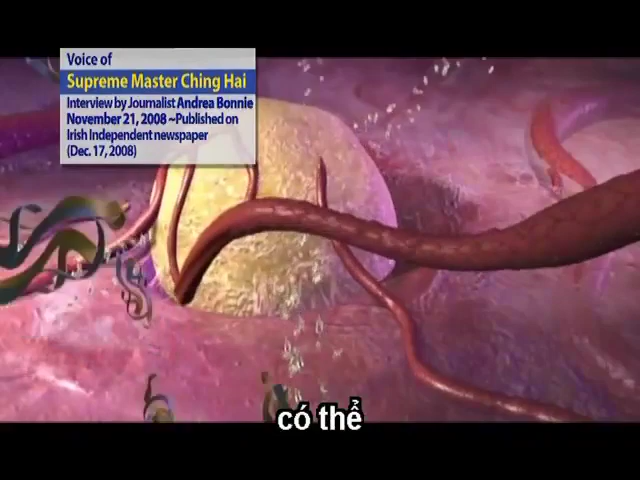 Voice of
Supreme Master Ching Hai
Interview by Journalist Andrea Bonnie
November 21, 2008 ~Published on
Irish Independent newspaper
(Dec. 17, 2008)
có thể